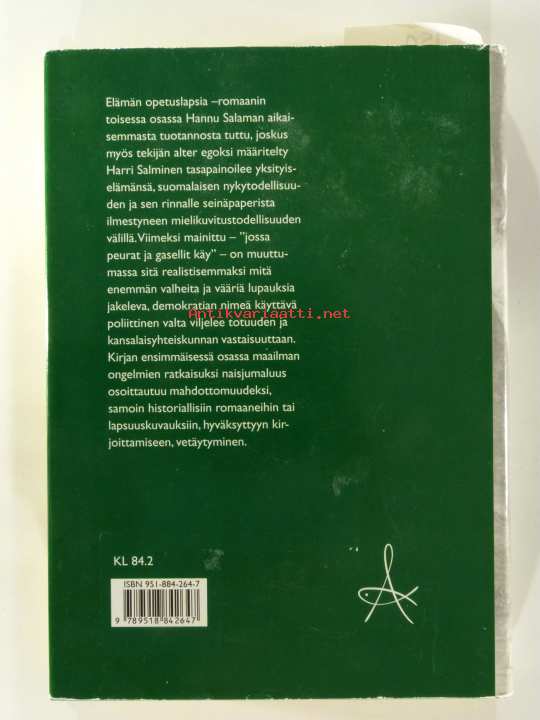 Elämän opetuslapsia –romaanin
toisessa osassa Hannu Salaman aikai-
semmasta tuotannosta tuttu, joskus
myös tekijän alter egoksi määritelty
Harri Salminen tasapainoilee yksityis-
elämänsä, suomalaisen nykytodellisuu-
den ja sen rinnalle seinäpaperista
ilmestyneen mielikuvitustodellisuuden
välillä. Viimeksi mainittu – ”jossa
peurat ja gasellit käy” – on muuttu-
massa sitä realistisemmaksi mitä
enemmän valheita ja vääriä lupauksia
jakeleva, demokratian nimeä käyttävä
Antikvariaatti.net
poliittinen valta viljelee totuuden ja
kansalaisyhteiskunnan vastaisuuttaan.
Kirjan ensimmäisessä osassa maailman
ongelmien ratkaisuksi naisjumaluus
osoittautuu mahdottomuudeksi,
samoin historiallisiin romaaneihin tai
lapsuuskuvauksiin, hyväksyttyyn kir-
joittamiseen, vetäytyminen.
KL 84.2
ISBN 951-884-264-7
9 789518 842647